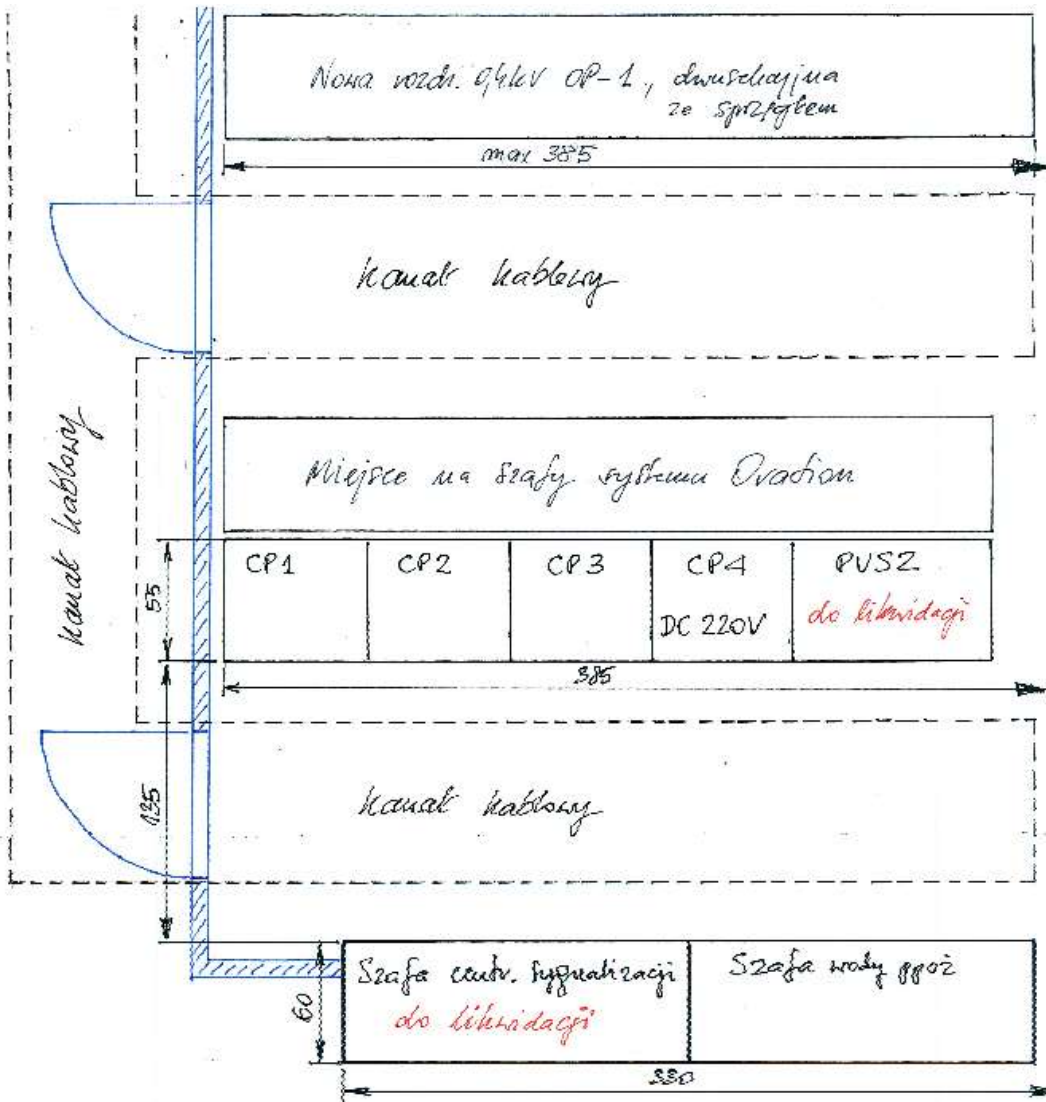 Nowa rozdz. 0,4kV OP-1, dwusekcyjna
ze sprzęgłem
max 385
kanał kablowy
kanał kablowy
Miejsce na szafy systemu Ovation
55
CP1
CP2
CP3
CP4
DC 220V
PVSZ
do likwidacji
385
135
kanał kablowy
60
Szafa centr. sygnalizacji
do likwidacji
Szafa wody ppoż
330